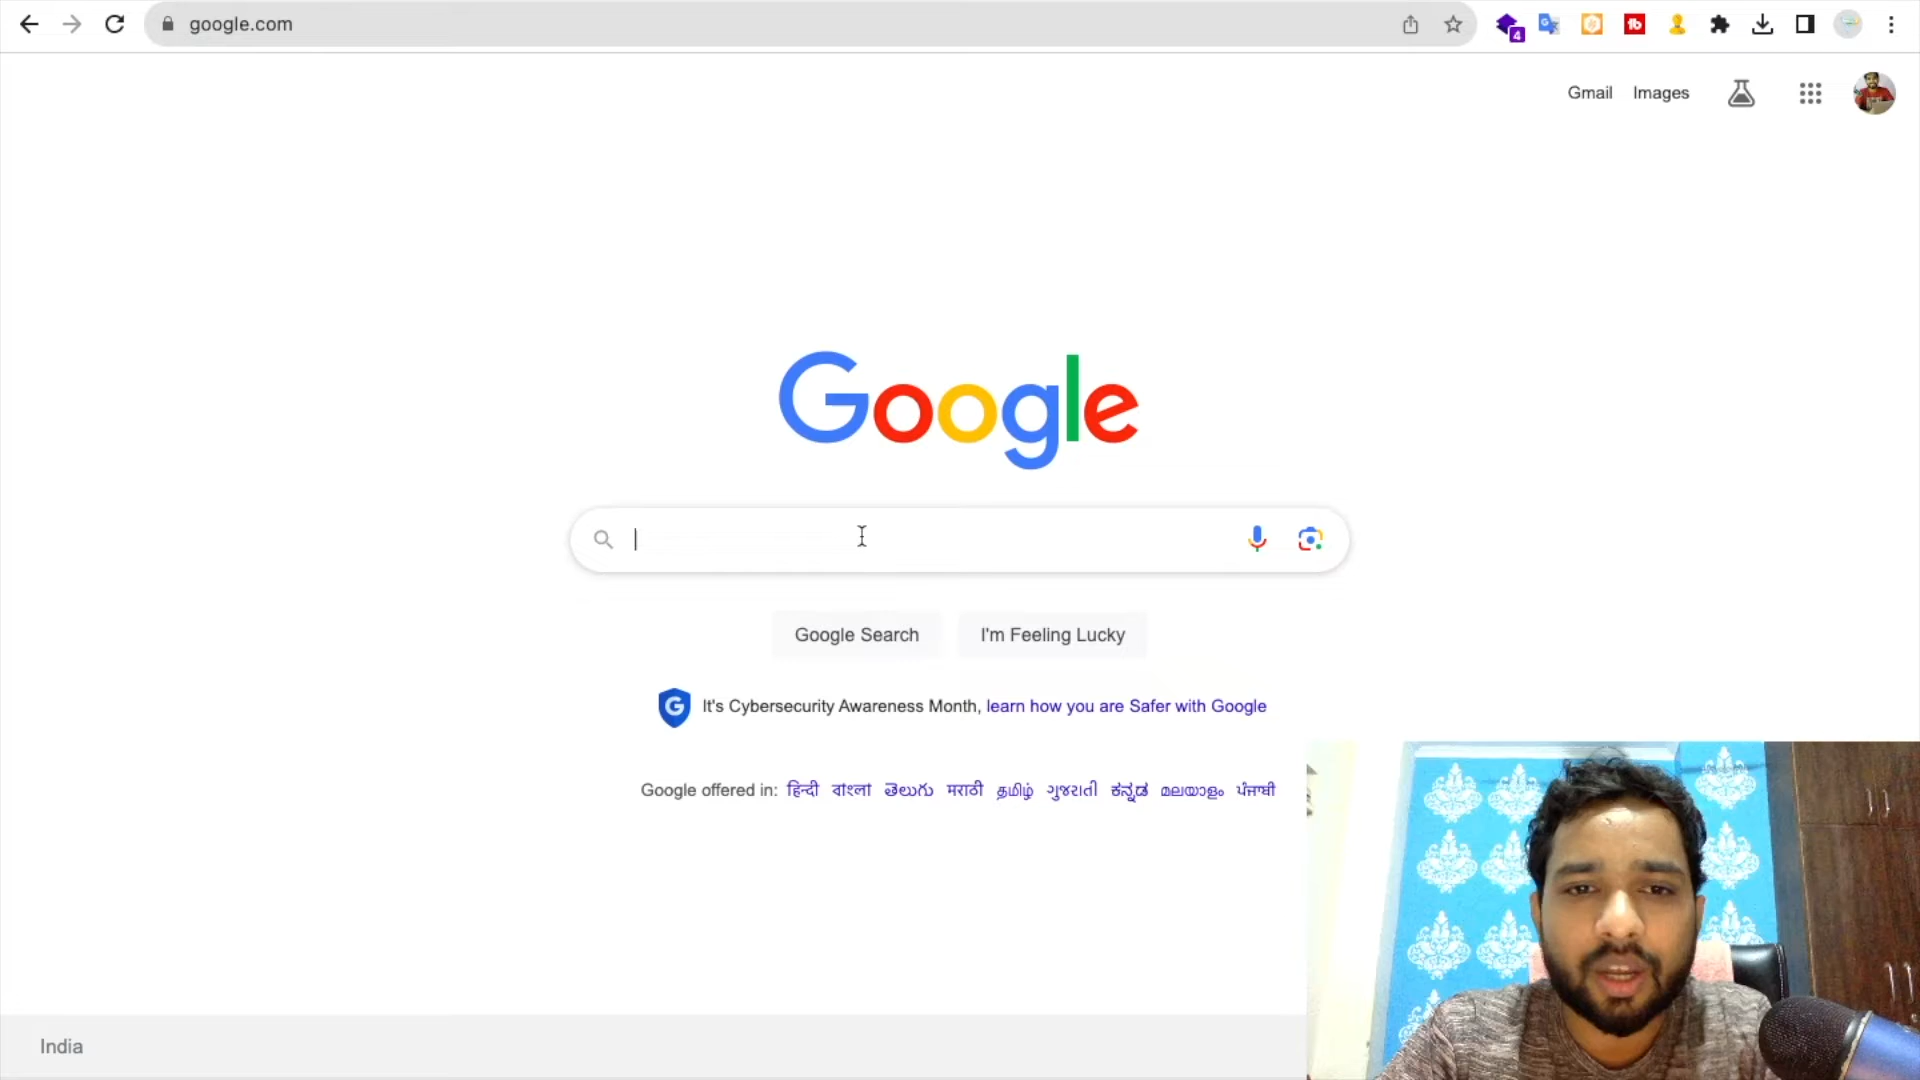 google.com
4
Gmail Images
Google
Google Search I'm Feeling Lucky
It's Cybersecurity Awareness Month, learn how you are Safer with Google
Google offered in: हिन्दी বাংলা తెలుగు मराठी தமிழ் ગુજરાતી ಕನ್ನಡ മലയാളം ਪੰਜਾਬੀ
India